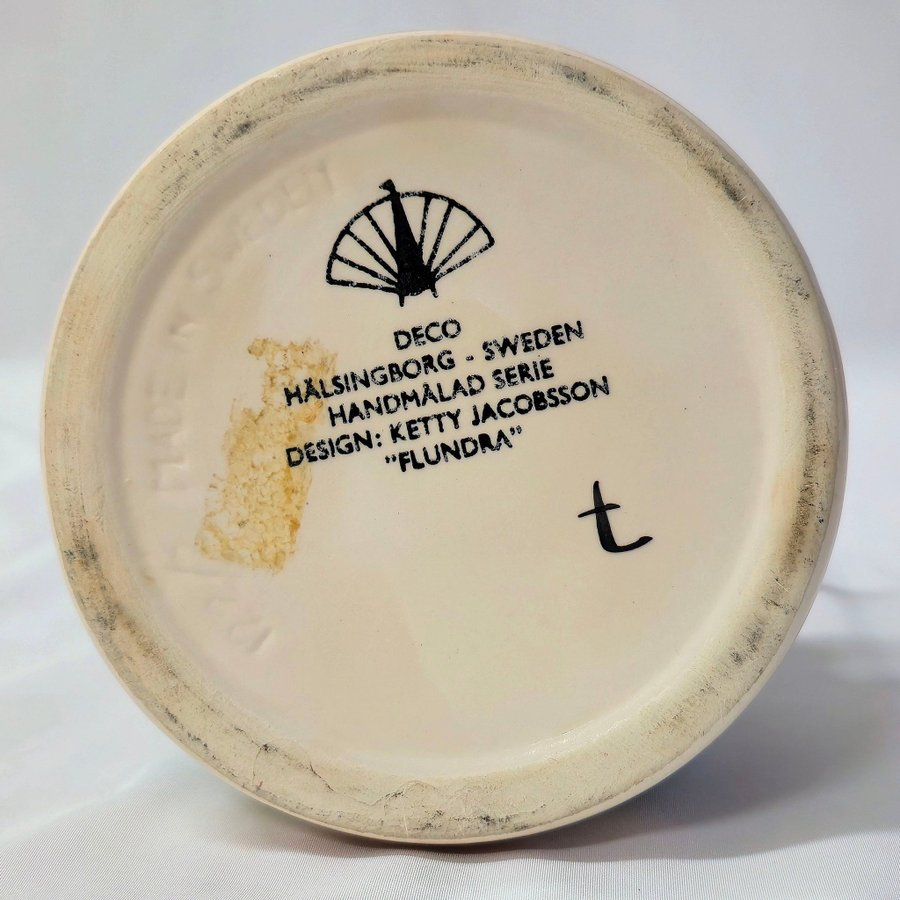 DECO
HÄLSINGBORG - SWEDEN
HANDMÅLAD SERIE
DESIGN: KETTY JACOBSSON
"FLUNDRA"
t